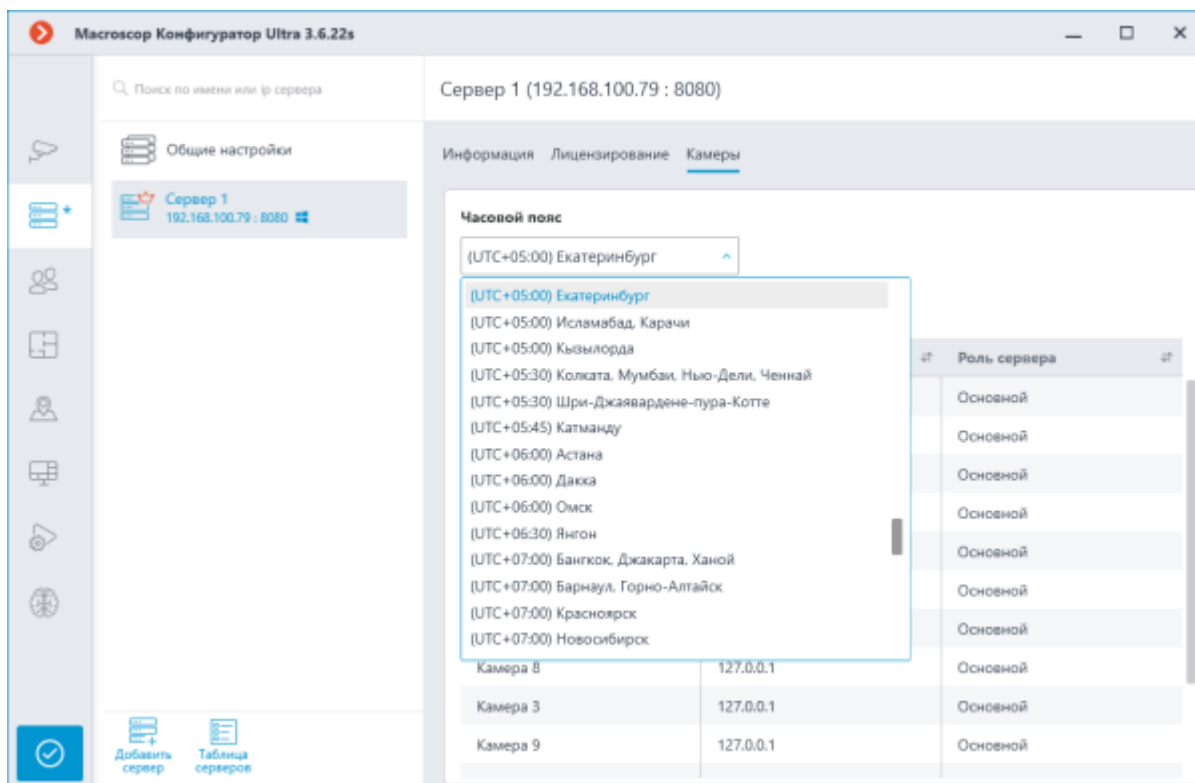 Macroscop Конфигуратор Ultra 3.6.22s
Поиск по имени или ip сервера
Сервер 1 (192.168.100.79 : 8080)
Общие настройки
Информация Лицензирование Камеры
Сервер 1
192.168.100.79 : 8080
Часовой пояс
(UTC+05:00) Екатеринбург
(UTC+05:00) Екатеринбург
(UTC+05:00) Исламабад, Карачи
(UTC+05:00) Кызылорда
Роль сервера
(UTC+05:30) Колката, Мумбаи, Нью-Дели, Ченнай
(UTC+05:30) Шри-Джаявардене-пура-Котте
Основной
(UTC+05:45) Катманду
Основной
(UTC+06:00) Астана
(UTC+06:00) Дакка
Основной
(UTC+06:00) Омск
Основной
(UTC+06:30) Янгон
(UTC+07:00) Бангкок, Джакарта, Ханой
Основной
(UTC+07:00) Барнаул, Горно-Алтайск
Основной
(UTC+07:00) Красноярск
Основной
(UTC+07:00) Новосибирск
Камера 8 127.0.0.1 Основной
Камера 3 127.0.0.1 Основной
Камера 9 127.0.0.1 Основной
Добавить сервер
Таблица серверов